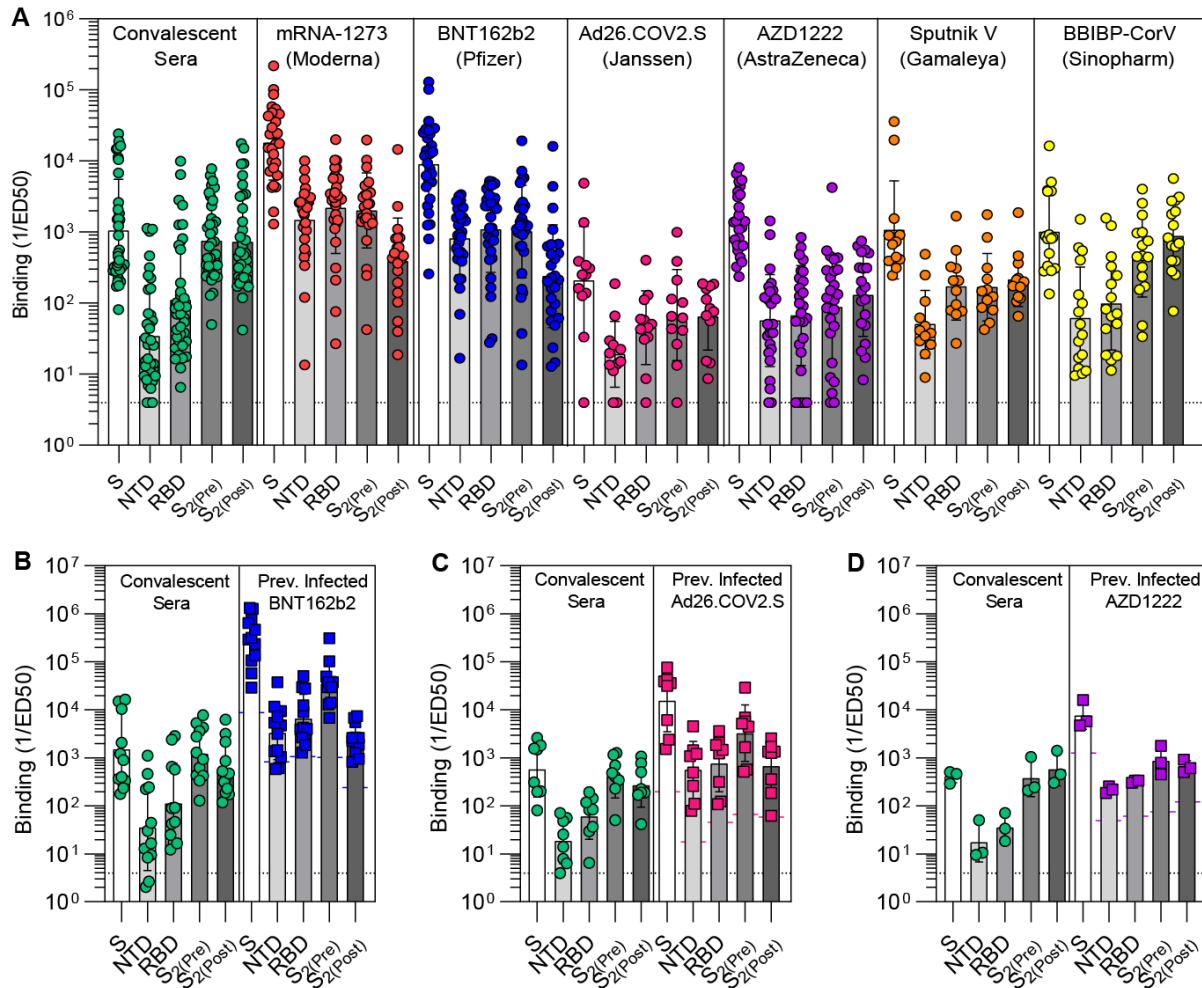 A
Convalescent
Sera
mRNA-1273
(Moderna)
BNT162b2
(Pfizer)
Ad26.COV2.S
(Janssen)
AZD1222
(AstraZeneca)
Sputnik V
(Gamaleya)
BBIBP-CorV
(Sinopharm)
Binding (1/ED50)
10⁶
10⁵
10⁴
10³
10²
10¹
10⁰
S NTD RBD S₂(Pre) S₂(Post)
S NTD RBD S₂(Pre) S₂(Post)
S NTD RBD S₂(Pre) S₂(Post)
S NTD RBD S₂(Pre) S₂(Post)
S NTD RBD S₂(Pre) S₂(Post)
S NTD RBD S₂(Pre) S₂(Post)
S NTD RBD S₂(Pre) S₂(Post)
B
Convalescent
Sera
Prev. Infected
BNT162b2
Binding (1/ED50)
10⁷
10⁶
10⁵
10⁴
10³
10²
10¹
10⁰
S NTD RBD S₂(Pre) S₂(Post)
S NTD RBD S₂(Pre) S₂(Post)
C
Convalescent
Sera
Prev. Infected
Ad26.COV2.S
Binding (1/ED50)
10⁷
10⁶
10⁵
10⁴
10³
10²
10¹
10⁰
S NTD RBD S₂(Pre) S₂(Post)
S NTD RBD S₂(Pre) S₂(Post)
D
Convalescent
Sera
Prev. Infected
AZD1222
Binding (1/ED50)
10⁷
10⁶
10⁵
10⁴
10³
10²
10¹
10⁰
S NTD RBD S₂(Pre) S₂(Post)
S NTD RBD S₂(Pre) S₂(Post)